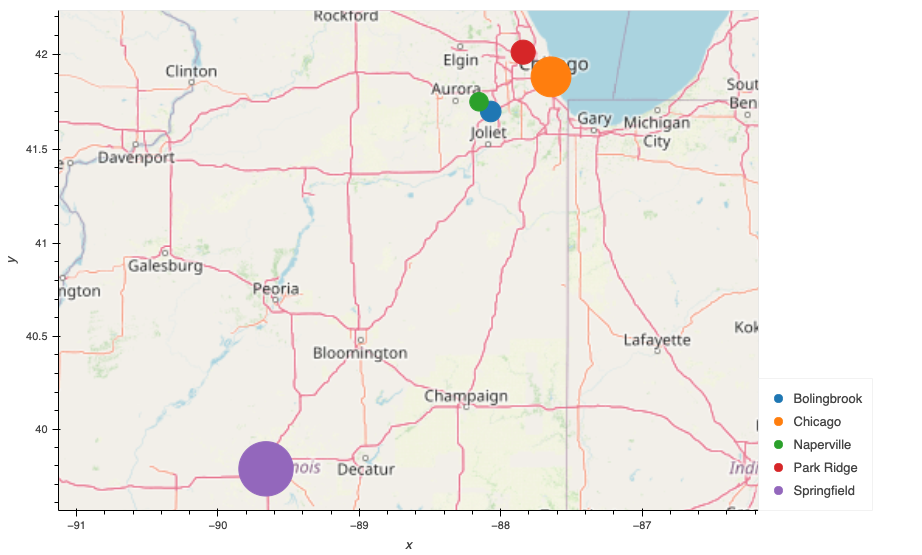 Rockford
42
Elgin
Chicago
Clinton
Aurora
Sout
Ben
Gary
Michigan
City
Joliet
41.5
Davenport
41
Galesburg
y
Peoria
ngton
40.5
Bloomington
Lafayette
Kok
Champaign
40
nois
Decatur
Indi
−91
−90
−89
−88
−87
x
Bolingbrook
Chicago
Naperville
Park Ridge
Springfield